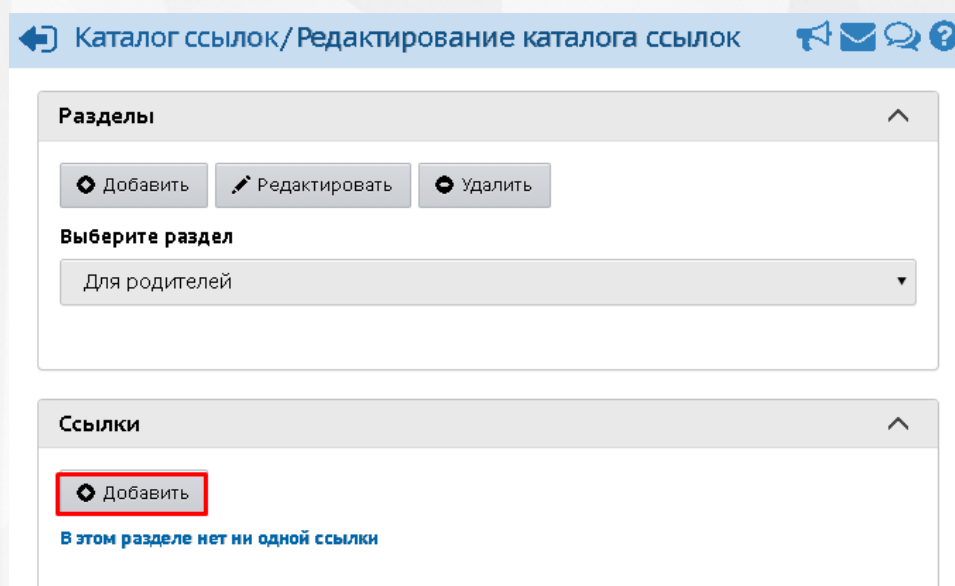 Каталог ссылок/Редактирование каталога ссылок
Разделы
Добавить Редактировать Удалить
Выберите раздел
Для родителей
Ссылки
Добавить
В этом разделе нет ни одной ссылки